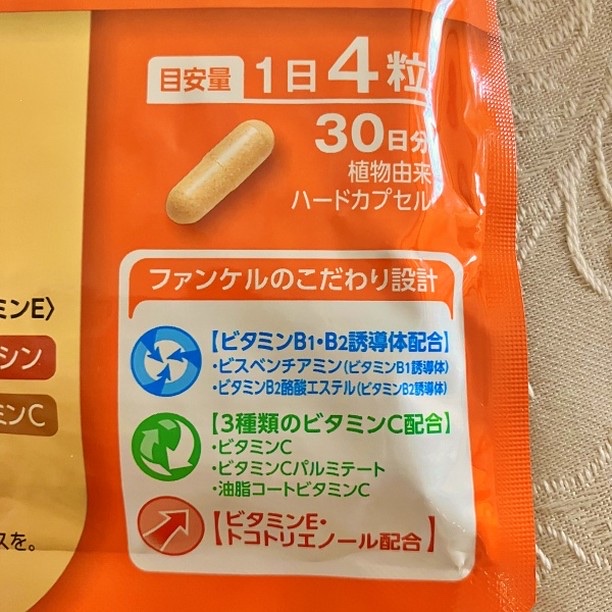 目安量 1日4粒
30日分
植物由来
ハードカプセル
ファンケルのこだわり設計
【ビタミンB1・B2誘導体配合】
・ビスベンチアミン(ビタミンB1誘導体)
・ビタミンB2酪酸エステル(ビタミンB2誘導体)
【3種類のビタミンC配合】
・ビタミンC
・ビタミンCパルミテート
・油脂コートビタミンC
【ビタミンE・
トコトリエノール配合】
ミンE〉
シン
ミンC
スを。